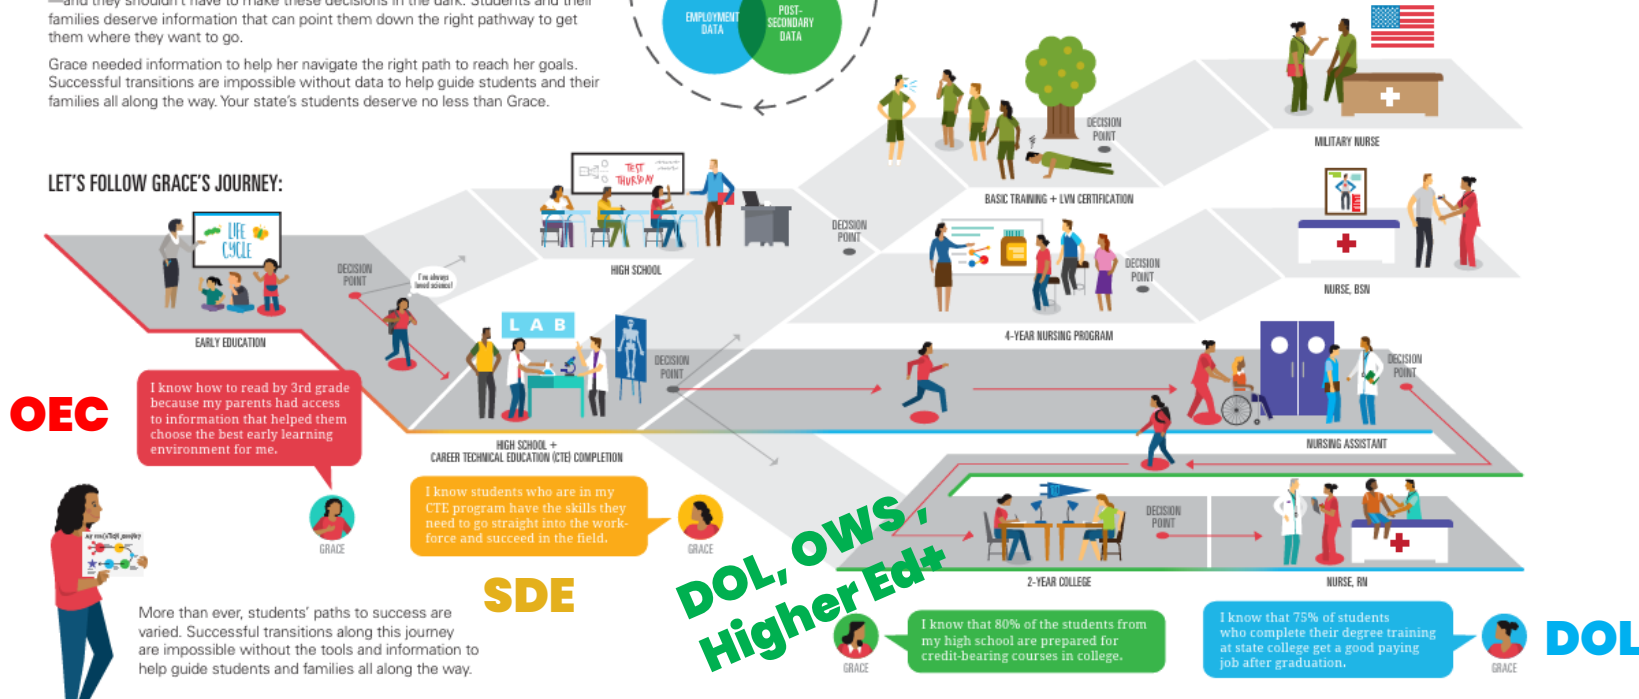 —and they shouldn't have to make these decisions in the dark. Students and their
families deserve information that can point them down the right pathway to get
them where they want to go.
Grace needed information to help her navigate the right path to reach her goals.
Successful transitions are impossible without data to help guide students and their
families all along the way. Your state's students deserve no less than Grace.
EMPLOYMENT
DATA
POST-
SECONDARY
DATA
LET'S FOLLOW GRACE'S JOURNEY:
LIFE
CYCLE
EARLY EDUCATION
DECISION
POINT
I've always
loved science!
TEST
THURSDAY
HIGH SCHOOL
LAB
HIGH SCHOOL +
CAREER TECHNICAL EDUCATION (CTE) COMPLETION
DECISION
POINT
DECISION
POINT
BASIC TRAINING + LVN CERTIFICATION
DECISION
POINT
MILITARY NURSE
4-YEAR NURSING PROGRAM
DECISION
POINT
NURSE, BSN
NURSING ASSISTANT
DECISION
POINT
2-YEAR COLLEGE
DECISION
POINT
NURSE, RN
OEC
I know how to read by 3rd grade
because my parents had access
to information that helped them
choose the best early learning
environment for me.
GRACE
I know students who are in my
CTE program have the skills they
need to go straight into the work-
force and succeed in the field.
GRACE
SDE
DOL, OWS,
Higher Ed+
I know that 80% of the students from
my high school are prepared for
credit-bearing courses in college.
GRACE
I know that 75% of students
who complete their degree training
at state college get a good paying
job after graduation.
GRACE
DOL
MY EDUCATION JOURNEY
More than ever, students' paths to success are
varied. Successful transitions along this journey
are impossible without the tools and information to
help guide students and families all along the way.